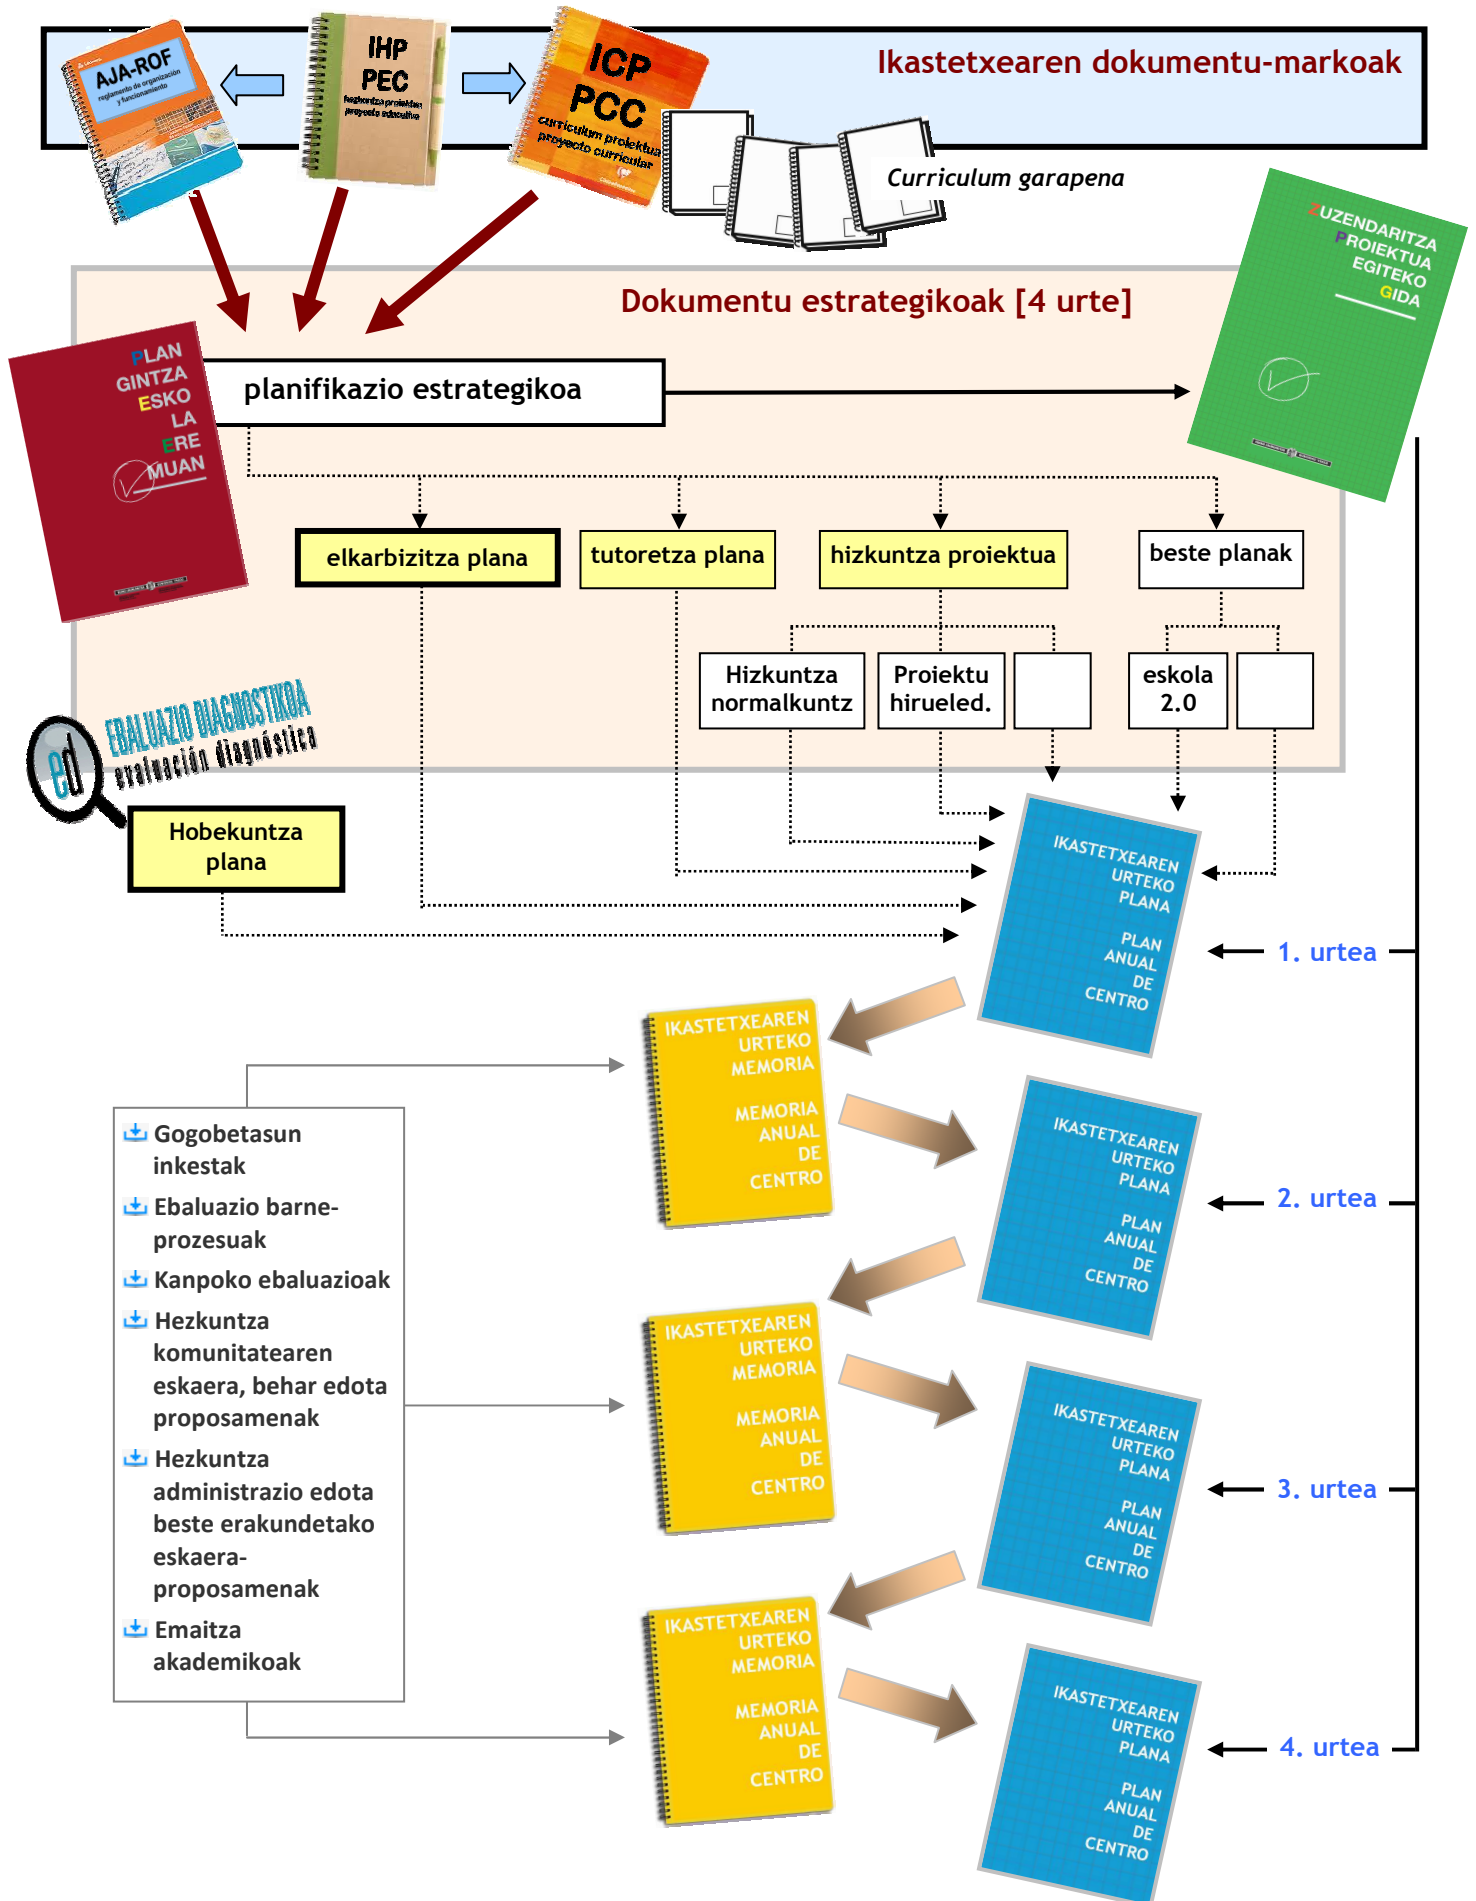 AJA-ROF
reglamento de organización
y funcionamiento
IHP
PEC
hezkuntza proiektua
proyecto educativo
ICP
PCC
curriculum proiektua
proyecto curricular
Ikastetxearen dokumentu-markoak
Curriculum garapena
ZUZENDARITZA
PROIEKTUA
EGITEKO
GIDA
Dokumentu estrategikoak [4 urte]
PLAN
GINTZA
ESKO
LA
ERE
MUAN
planifikazio estrategikoa
elkarbizitza plana
tutoretza plana
hizkuntza proiektua
beste planak
Hizkuntza
normalkuntz
Proiektu
hirueled.
eskola
2.0
ed
EBALUAZIO DIAGNOSTIKOA
evaluación diagnóstica
Hobekuntza
plana
IKASTETXEAREN
URTEKO
PLANA
PLAN
ANUAL
DE
CENTRO
1. urtea
IKASTETXEAREN
URTEKO
MEMORIA
MEMORIA
ANUAL
DE
CENTRO
IKASTETXEAREN
URTEKO
PLANA
PLAN
ANUAL
DE
CENTRO
2. urtea
Gogobetasun
inkestak
Ebaluazio barne-
prozesuak
Kanpoko ebaluazioak
Hezkuntza
komunitatearen
eskaera, behar edota
proposamenak
Hezkuntza
administrazio edota
beste erakundetako
eskaera-
proposamenak
Emaitza
akademikoak
IKASTETXEAREN
URTEKO
MEMORIA
MEMORIA
ANUAL
DE
CENTRO
IKASTETXEAREN
URTEKO
PLANA
PLAN
ANUAL
DE
CENTRO
3. urtea
IKASTETXEAREN
URTEKO
MEMORIA
MEMORIA
ANUAL
DE
CENTRO
IKASTETXEAREN
URTEKO
PLANA
PLAN
ANUAL
DE
CENTRO
4. urtea